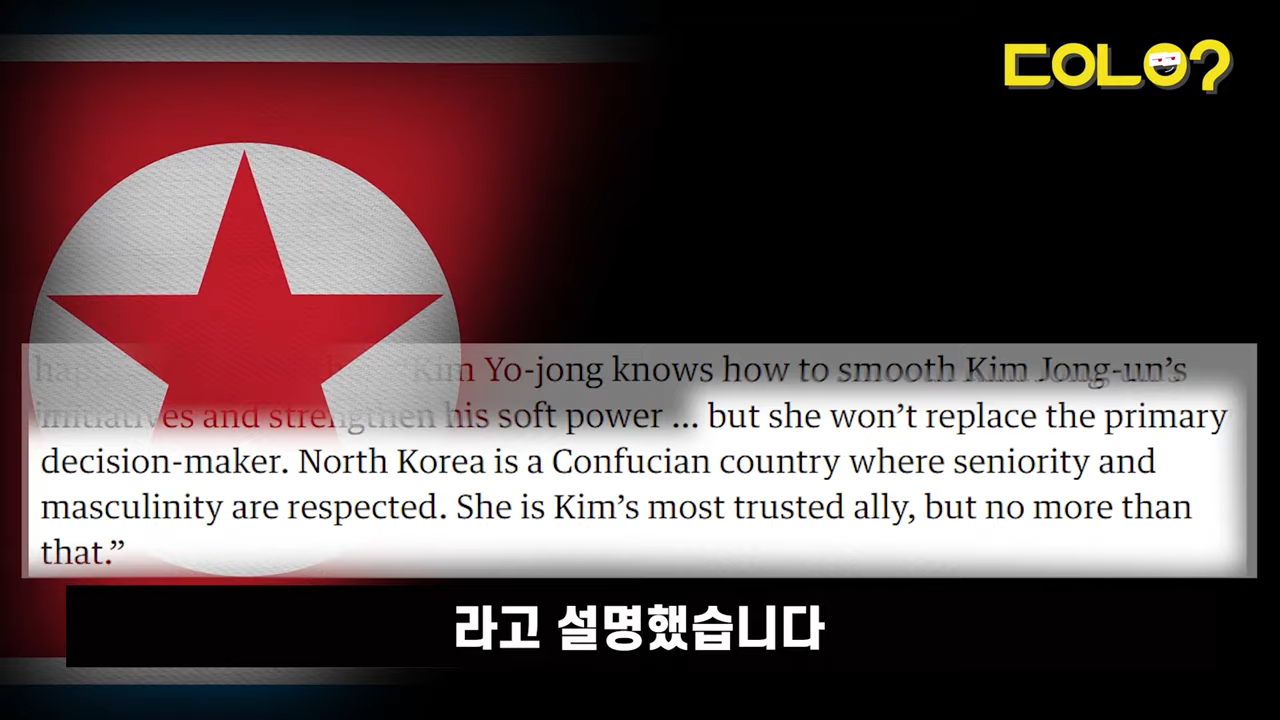 Kim Yo-jong knows how to smooth Kim Jong-un’s
initiatives and strengthen his soft power ... but she won’t replace the primary
decision-maker. North Korea is a Confucian country where seniority and
masculinity are respected. She is Kim’s most trusted ally, but no more than
that.”
라고 설명했습니다